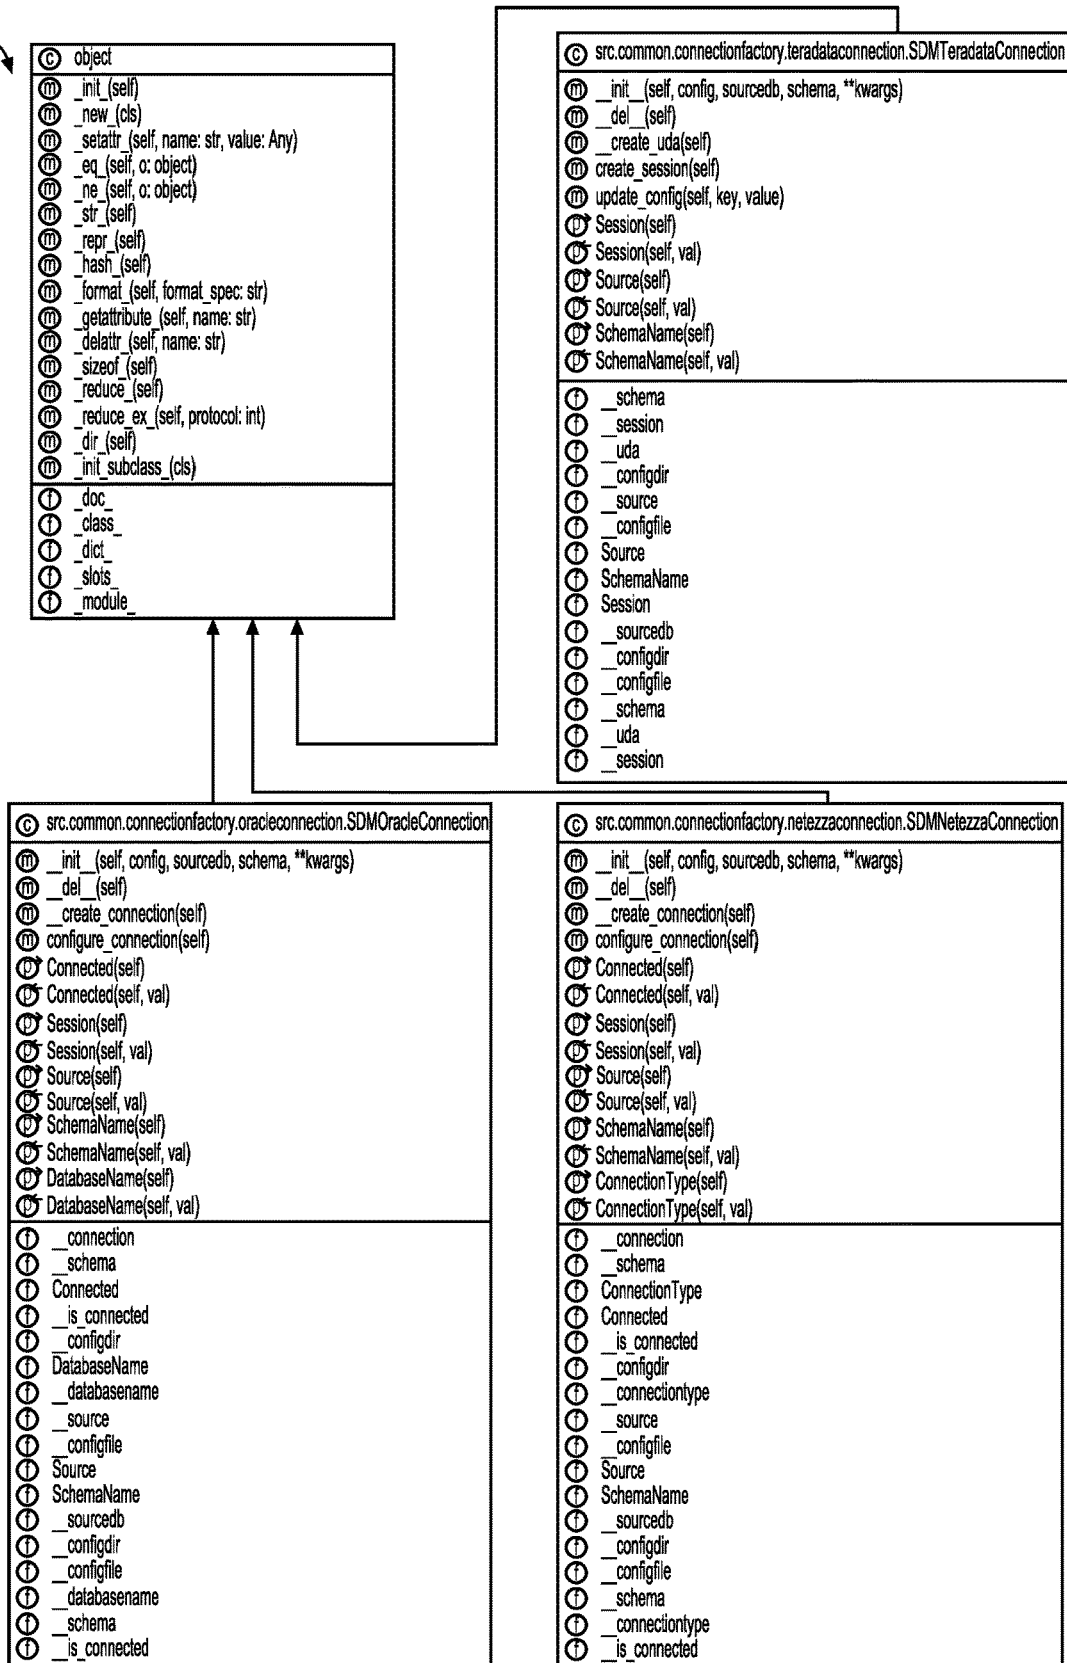 object
_init_(self)
_new_(cls)
_setattr_(self, name: str, value: Any)
_eq_(self, o: object)
_ne_(self, o: object)
_str_(self)
_repr_(self)
_hash_(self)
_format_(self, format_spec: str)
_getattribute_(self, name: str)
_delattr_(self, name: str)
_sizeof_(self)
_reduce_(self)
_reduce_ex_(self, protocol: int)
_dir_(self)
_init_subclass_(cls)
_doc_
_class_
_dict_
_slots_
_module_
src.common.connectionfactory.teradataconnection.SDMTeradataConnection
__init__(self, config, sourcedb, schema, **kwargs)
__del__(self)
__create_uda(self)
create_session(self)
update_config(self, key, value)
Session(self)
Session(self, val)
Source(self)
Source(self, val)
SchemaName(self)
SchemaName(self, val)
__schema
__session
__uda
__configdir
__source
__configfile
Source
SchemaName
Session
__sourcedb
__configdir
__configfile
__schema
__uda
__session
src.common.connectionfactory.oracleconnection.SDMOracleConnection
__init__(self, config, sourcedb, schema, **kwargs)
__del__(self)
__create_connection(self)
configure_connection(self)
Connected(self)
Connected(self, val)
Session(self)
Session(self, val)
Source(self)
Source(self, val)
SchemaName(self)
SchemaName(self, val)
DatabaseName(self)
DatabaseName(self, val)
__connection
__schema
Connected
__is_connected
__configdir
DatabaseName
__databasename
__source
__configfile
Source
SchemaName
__sourcedb
__configdir
__configfile
__databasename
__schema
__is_connected
src.common.connectionfactory.netezzaconnection.SDMNetezzaConnection
__init__(self, config, sourcedb, schema, **kwargs)
__del__(self)
__create_connection(self)
configure_connection(self)
Connected(self)
Connected(self, val)
Session(self)
Session(self, val)
Source(self)
Source(self, val)
SchemaName(self)
SchemaName(self, val)
ConnectionType(self)
ConnectionType(self, val)
__connection
__schema
ConnectionType
Connected
__is_connected
__configdir
__connectiontype
__source
__configfile
Source
SchemaName
__sourcedb
__configdir
__configfile
__schema
__connectiontype
__is_connected